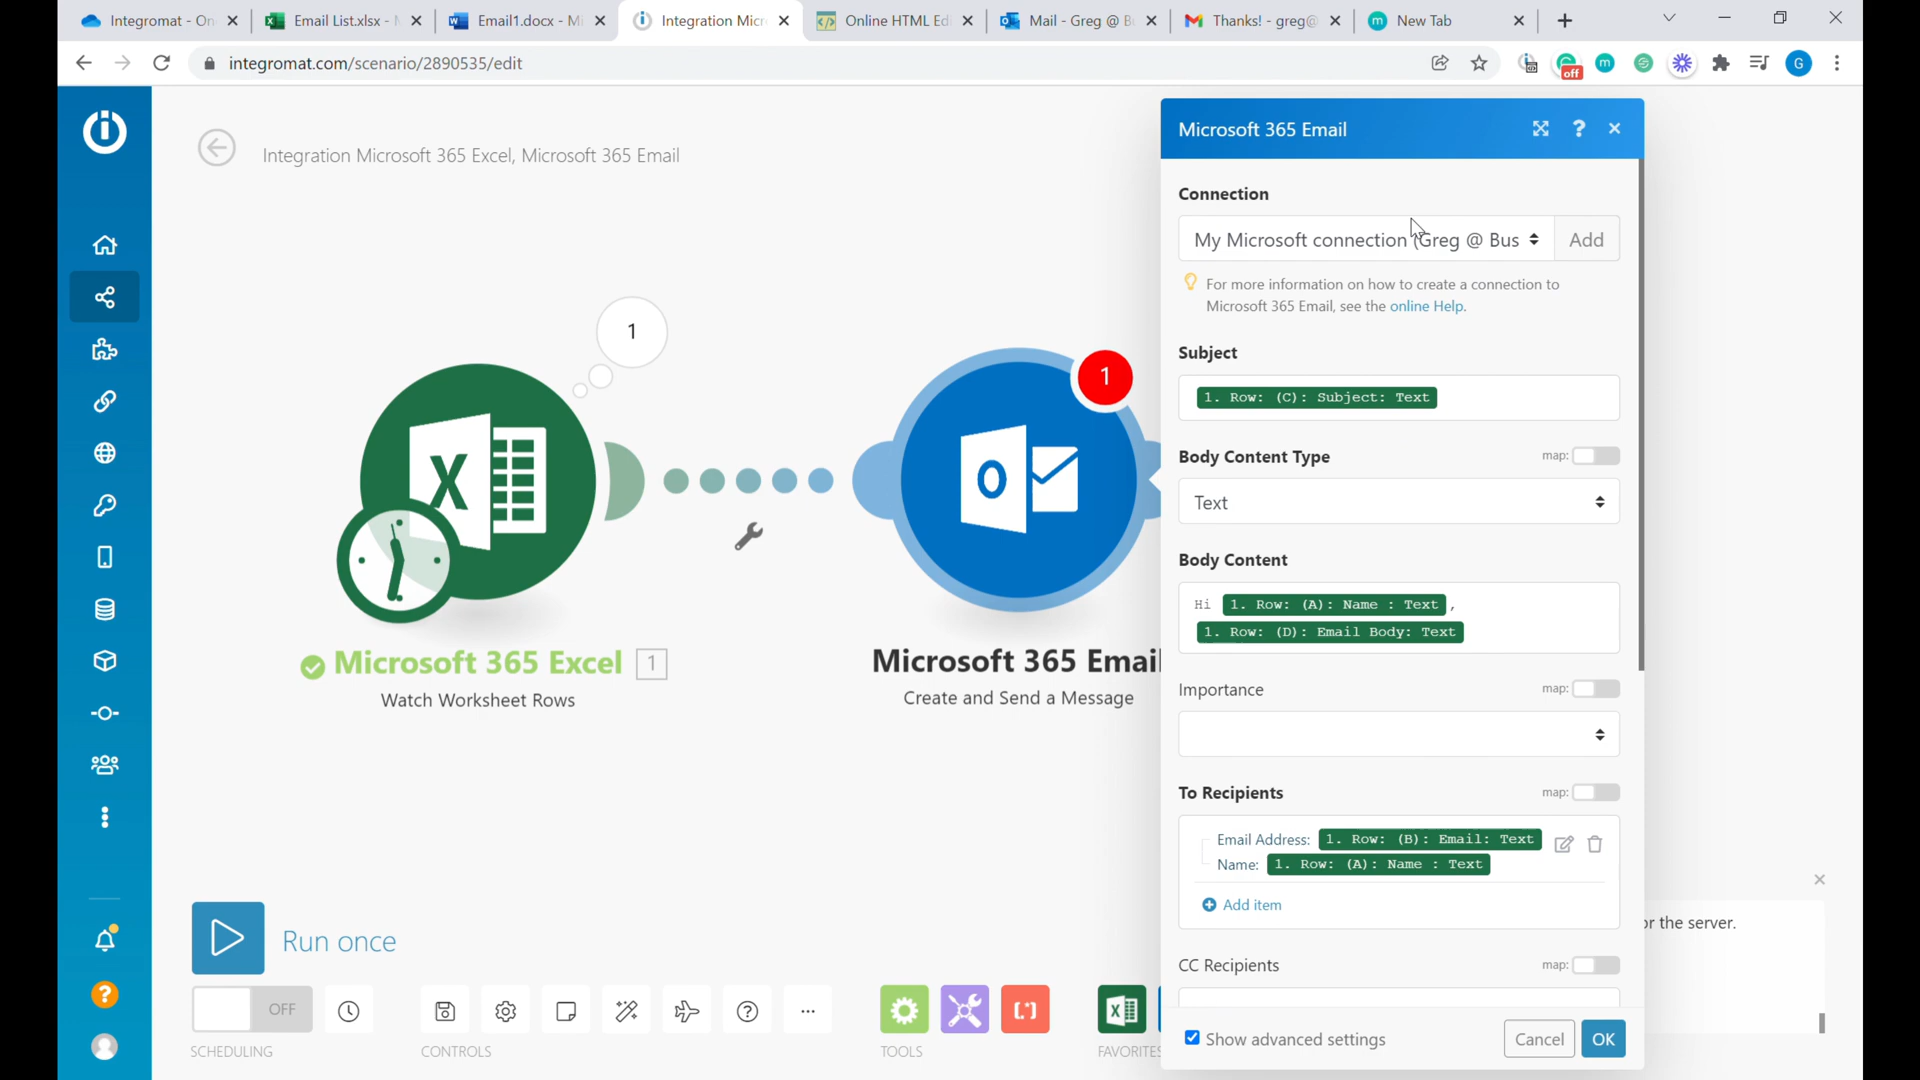 Integromat - On
Email List.xlsx - M
Email1.docx - Mi
Integration Micr
Online HTML Ed
Mail - Greg @ Bu
Thanks! - greg@
New Tab
integromat.com/scenario/2890535/edit
off
G
Integration Microsoft 365 Excel, Microsoft 365 Email
1
1
Microsoft 365 Excel 1
Watch Worksheet Rows
Microsoft 365 Email
Create and Send a Message
Microsoft 365 Email
Connection
My Microsoft connection (Greg @ Bus
Add
For more information on how to create a connection to
Microsoft 365 Email, see the online Help.
Subject
1. Row: (C): Subject: Text
Body Content Type
map:
Text
Body Content
Hi 1. Row: (A): Name : Text ,
1. Row: (D): Email Body: Text
Importance
map:
To Recipients
map:
Email Address: 1. Row: (B): Email: Text
Name: 1. Row: (A): Name : Text
Add item
CC Recipients
map:
Show advanced settings
Cancel
OK
or the server.
Run once
OFF
SCHEDULING
CONTROLS
TOOLS
FAVORITES